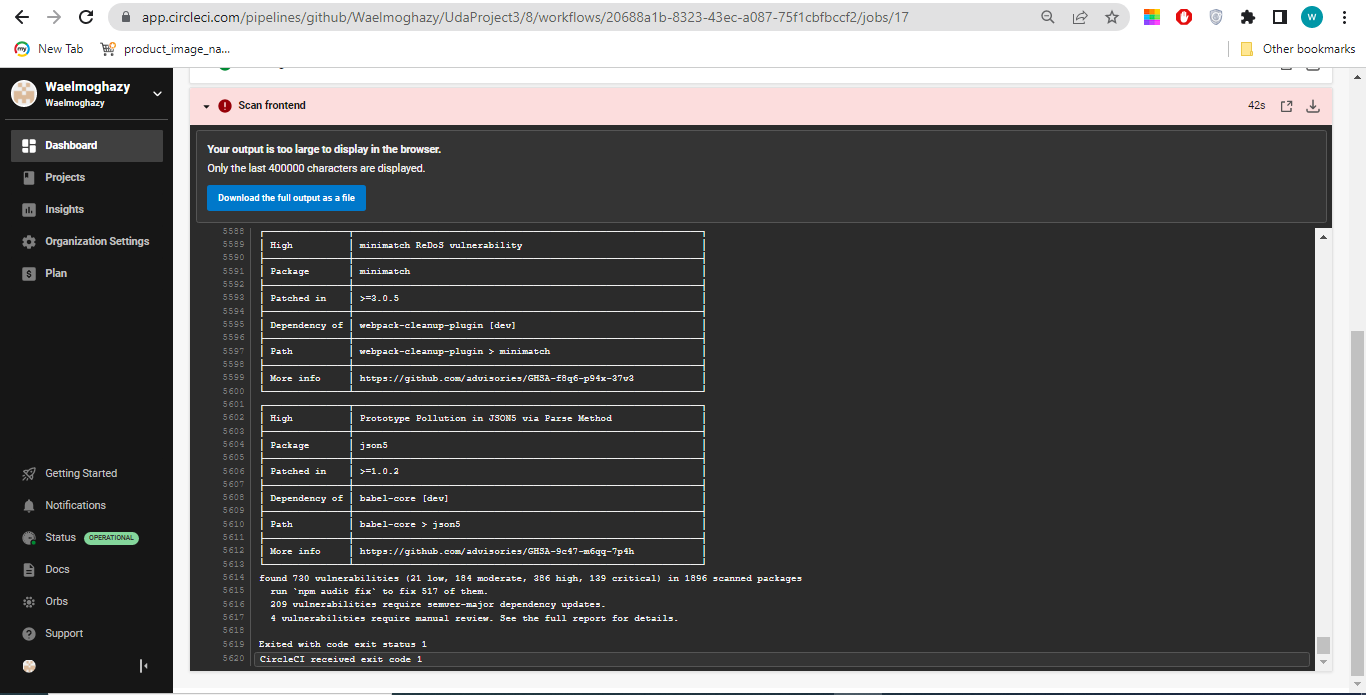 app.circleci.com/pipelines/github/Waelmoghazy/UdaProject3/8/workflows/20688a1b-8323-43ec-a087-75f1cbfbccf2/jobs/17
W
my New Tab
product_image_na...
Other bookmarks
Waelmoghazy
Waelmoghazy
Dashboard
Projects
Insights
Organization Settings
Plan
Getting Started
Notifications
Status OPERATIONAL
Docs
Orbs
Support
Scan frontend
42s
Your output is too large to display in the browser.
Only the last 400000 characters are displayed.
Download the full output as a file
5588
5589 High minimatch ReDoS vulnerability
5590
5591 Package minimatch
5592
5593 Patched in >=3.0.5
5594
5595 Dependency of webpack-cleanup-plugin [dev]
5596
5597 Path webpack-cleanup-plugin > minimatch
5598
5599 More info https://github.com/advisories/GHSA-f8q6-p94x-37v3
5600
5601
5602 High Prototype Pollution in JSON5 via Parse Method
5603
5604 Package json5
5605
5606 Patched in >=1.0.2
5607
5608 Dependency of babel-core [dev]
5609
5610 Path babel-core > json5
5611
5612 More info https://github.com/advisories/GHSA-9c47-m6qq-7p4h
5613
5614 found 730 vulnerabilities (21 low, 184 moderate, 386 high, 139 critical) in 1896 scanned packages
5615 run `npm audit fix` to fix 517 of them.
5616 209 vulnerabilities require semver-major dependency updates.
5617 4 vulnerabilities require manual review. See the full report for details.
5618
5619 Exited with code exit status 1
5620 CircleCI received exit code 1